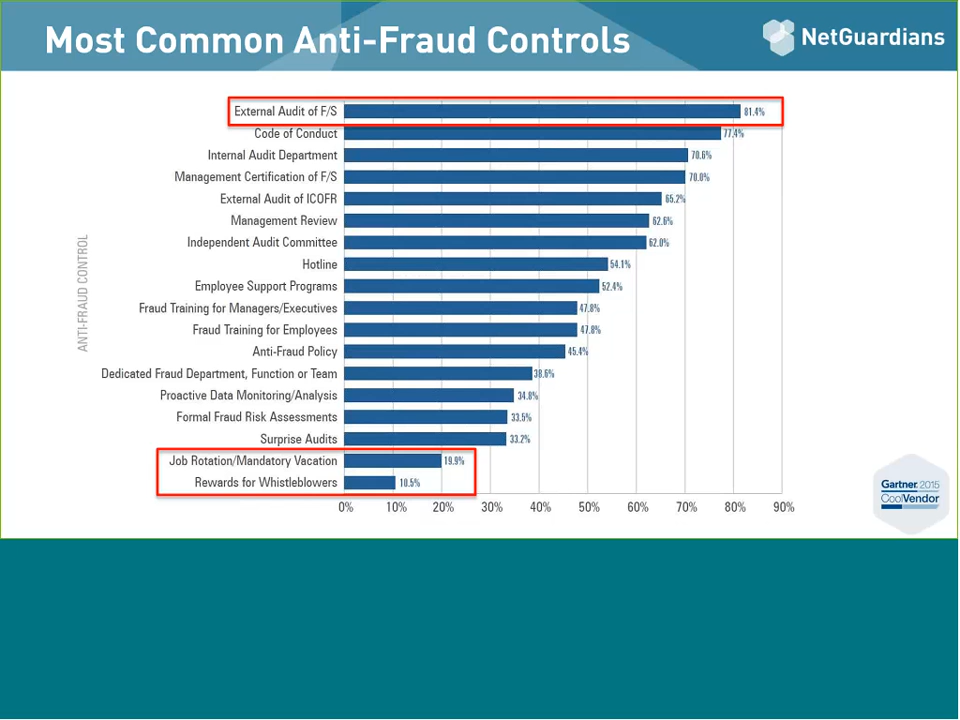 Most Common Anti-Fraud Controls
NetGuardians
ANTI-FRAUD CONTROL
External Audit of F/S 81.4%
Code of Conduct 77.4%
Internal Audit Department 70.6%
Management Certification of F/S 70.0%
External Audit of ICOFR 65.2%
Management Review 62.6%
Independent Audit Committee 62.0%
Hotline 54.1%
Employee Support Programs 52.4%
Fraud Training for Managers/Executives 47.8%
Fraud Training for Employees 47.8%
Anti-Fraud Policy 45.4%
Dedicated Fraud Department, Function or Team 38.6%
Proactive Data Monitoring/Analysis 34.8%
Formal Fraud Risk Assessments 33.5%
Surprise Audits 33.2%
Job Rotation/Mandatory Vacation 19.9%
Rewards for Whistleblowers 10.5%
0% 10% 20% 30% 40% 50% 60% 70% 80% 90%
Gartner 2015
CoolVendor